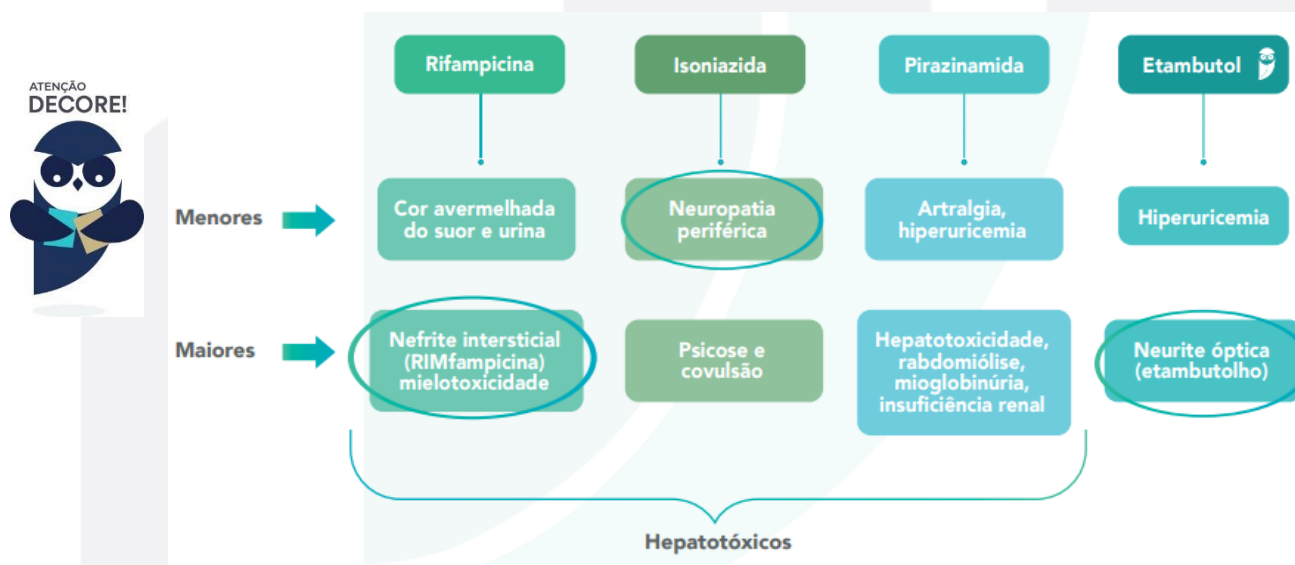 ATENÇÃO
DECORE!
Rifampicina
Isoniazida
Pirazinamida
Etambutol
Menores
Cor avermelhada
do suor e urina
Neuropatia
periférica
Artralgia,
hiperuricemia
Hiperuricemia
Maiores
Nefrite intersticial
(RIMfampicina)
mielotoxicidade
Psicose e
covulsão
Hepatotoxicidade,
rabdomiólise,
mioglobinúria,
insuficiência renal
Neurite óptica
(etambutolho)
Hepatotóxicos